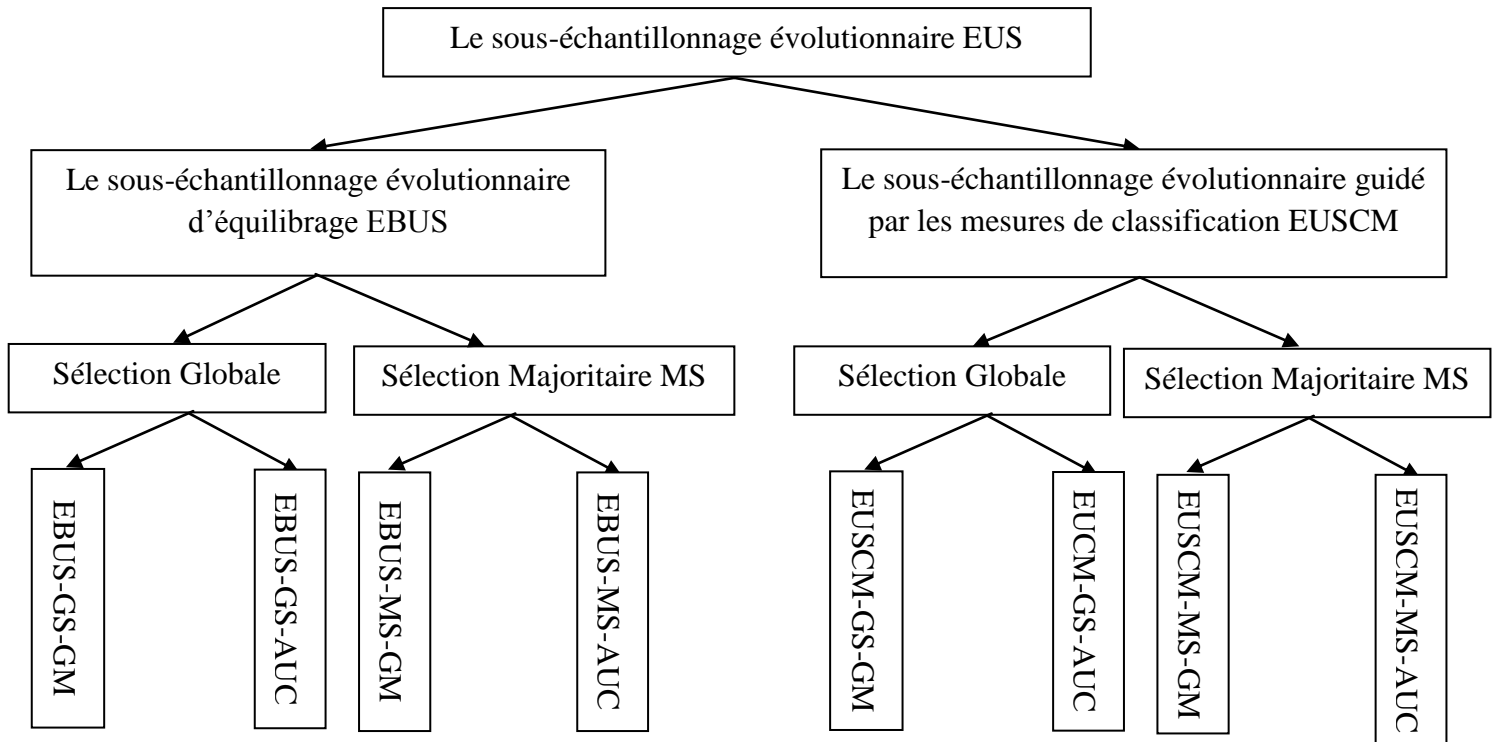 Le sous-échantillonnage évolutionnaire EUS
Le sous-échantillonnage évolutionnaire
d’équilibrage EBUS
Le sous-échantillonnage évolutionnaire guidé
par les mesures de classification EUSCM
Sélection Globale
Sélection Majoritaire MS
Sélection Globale
Sélection Majoritaire MS
EBUS-GS-GM
EBUS-GS-AUC
EBUS-MS-GM
EBUS-MS-AUC
EUSCM-GS-GM
EUCM-GS-AUC
EUSCM-MS-GM
EUSCM-MS-AUC